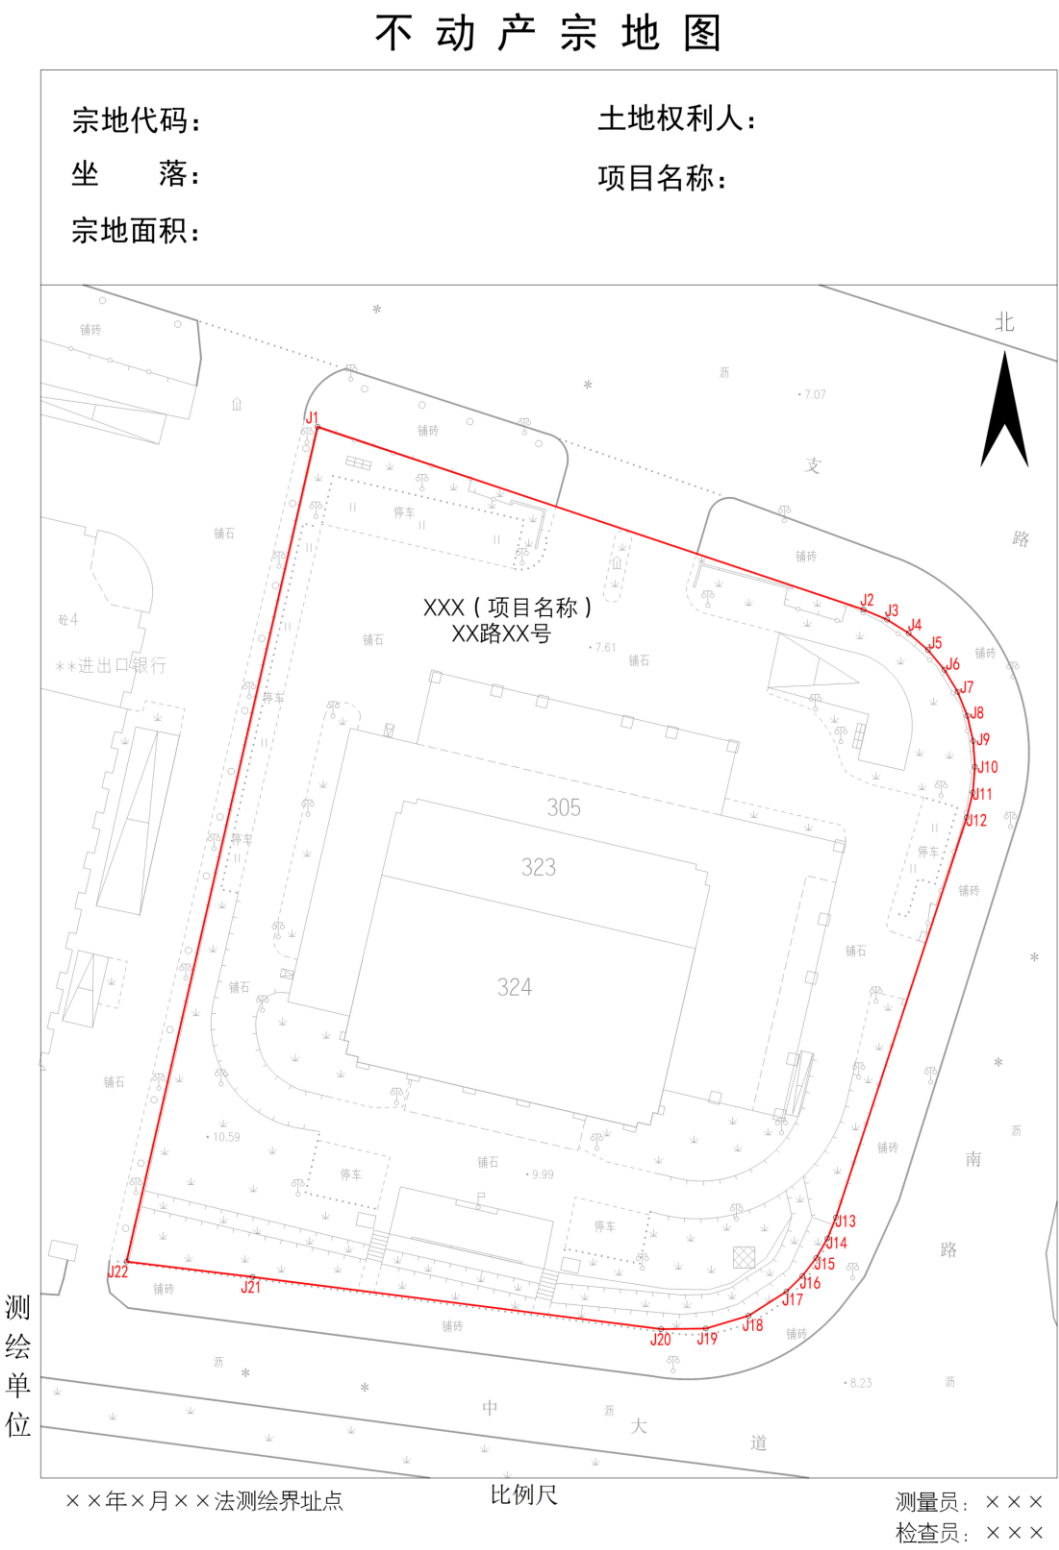 不动产宗地图
宗地代码：
土地权利人：
坐　　落：
项目名称：
宗地面积：
北
铺砖
沥
7.07
J1
铺砖
支
停车
铺石
路
铺砖
XXX（项目名称）
XX路XX号
J2
J3
J4
砼4
铺石
7.61
铺石
J5
铺砖
**进出口银行
J6
停车
J7
J8
J9
J10
305
J11
J12
停车
323
停车
铺砖
铺石
324
铺石
铺石
沥
10.59
铺砖
南
铺石
停车
9.99
J13
停车
J14
路
J15
J22
J21
J16
铺砖
J17
J18
测绘单位
铺砖
J20
J19
铺砖
沥
8.23
沥
中
沥
大
道
××年×月××法测绘界址点
比例尺
测量员：×××
检查员：×××